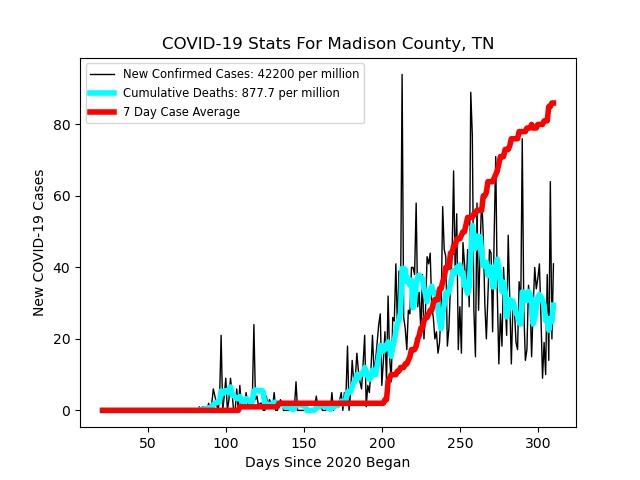 COVID-19 Stats For Madison County, TN
New Confirmed Cases: 42200 per million
Cumulative Deaths: 877.7 per million
7 Day Case Average
New COVID-19 Cases
80
60
40
20
0
50 100 150 200 250 300
Days Since 2020 Began